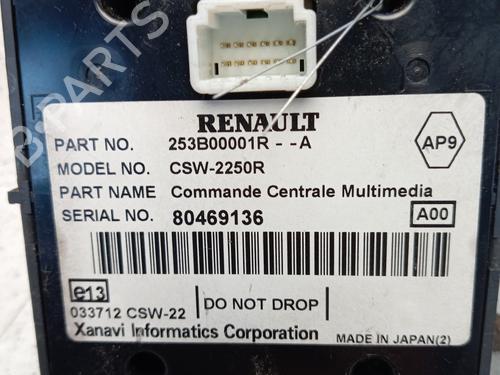 B-PARTS
RENAULT
PART NO. 253B00001R - -A
AP9
MODEL NO. CSW-2250R
PART NAME Commande Centrale Multimedia
SERIAL NO. 80469136
A00
e13
033712 CSW-22
DO NOT DROP
Xanavi Informatics Corporation
MADE IN JAPAN(2)